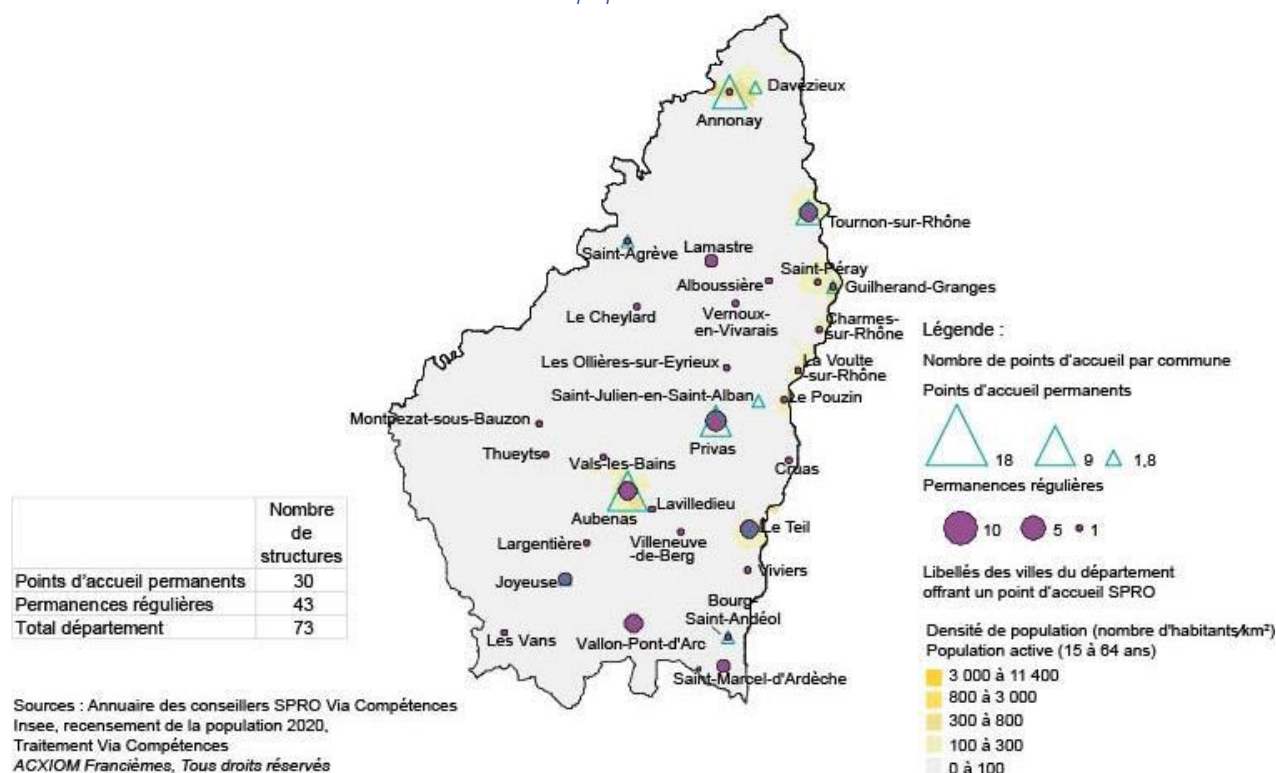 Davézieux
Annonay
Tournon-sur-Rhône
Saint-Agrève
Lamastre
Saint-Péray
Alboussière
Guilherand-Granges
Le Cheylard
Vernoux-
en-Vivarais
Charmes-
sur-Rhône
Les Ollières-sur-Eyrieux
La Voulte
-sur-Rhône
Saint-Julien-en-Saint-Alban
Le Pouzin
Montpezat-sous-Bauzon
Privas
Thueyts
Vals-les-Bains
Cruas
Lavilledieu
Aubenas
Le Teil
Largentière
Villeneuve
-de-Berg
Joyeuse
Viviers
Bourg-
Saint-Andéol
Les Vans
Vallon-Pont-d'Arc
Saint-Marcel-d'Ardèche
Légende :
Nombre de points d'accueil par commune
Points d'accueil permanents
18 9 1,8
Permanences régulières
10 5 1
Libellés des villes du département
offrant un point d'accueil SPRO
Densité de population (nombre d'habitants/km²)
Population active (15 à 64 ans)
3 000 à 11 400
800 à 3 000
300 à 800
100 à 300
0 à 100
Nombre
de
structures
Points d'accueil permanents 30
Permanences régulières 43
Total département 73
Sources : Annuaire des conseillers SPRO Via Compétences
Insee, recensement de la population 2020,
Traitement Via Compétences
ACXIOM Francièmes, Tous droits réservés